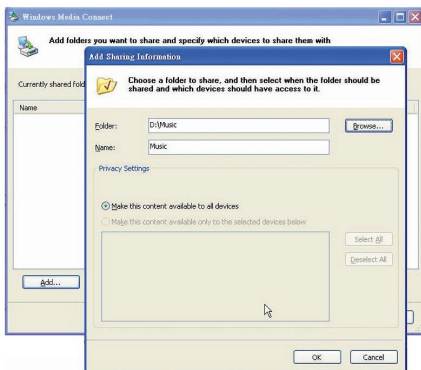 Windows Media Connect
Add folders you want to share and specify which devices to share them with
Add Sharing Information
Choose a folder to share, and then select when the folder should be
shared and which devices should have access to it.
Currently shared fold
Name
Folder:
D:\Music
Browse...
Name:
Music
Privacy Settings
Make this content available to all devices
Make this content available only to the selected devices below
Select All
Deselect All
Add...
OK
Cancel